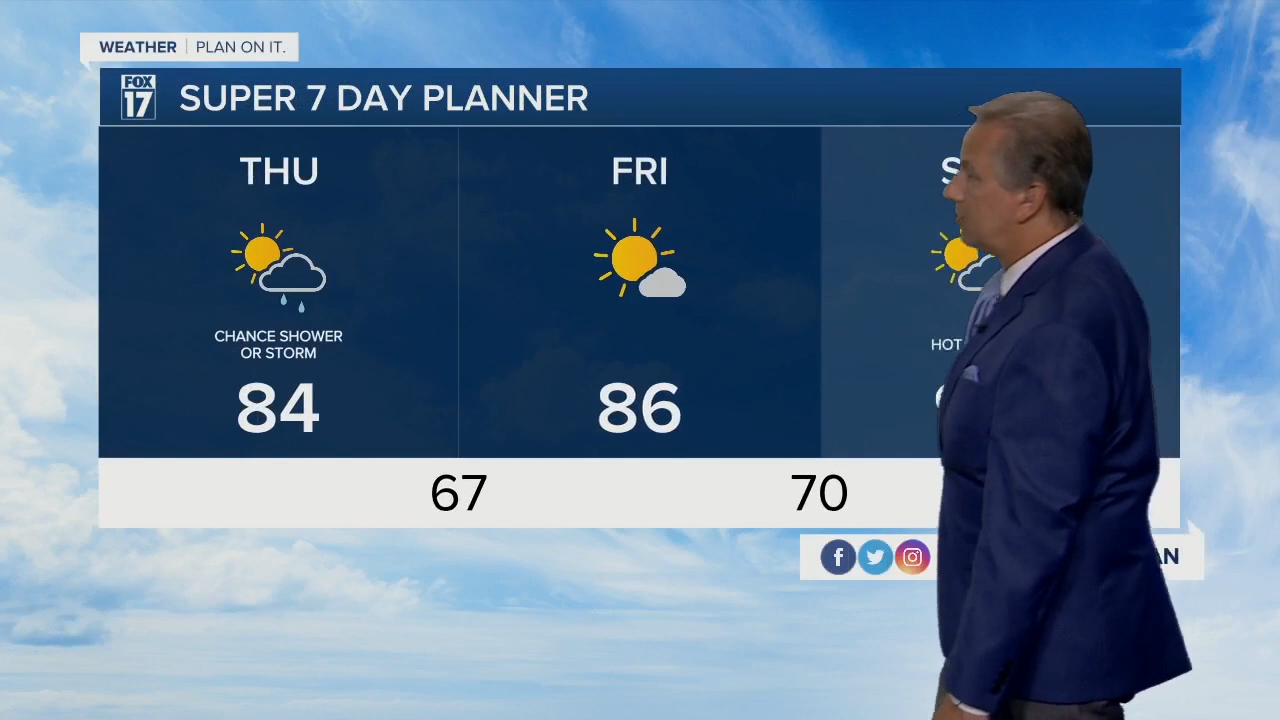 WEATHER | PLAN ON IT.
FOX
17
SUPER 7 DAY PLANNER
THU
FRI
CHANCE SHOWER
OR STORM
HOT
84
86
67
70